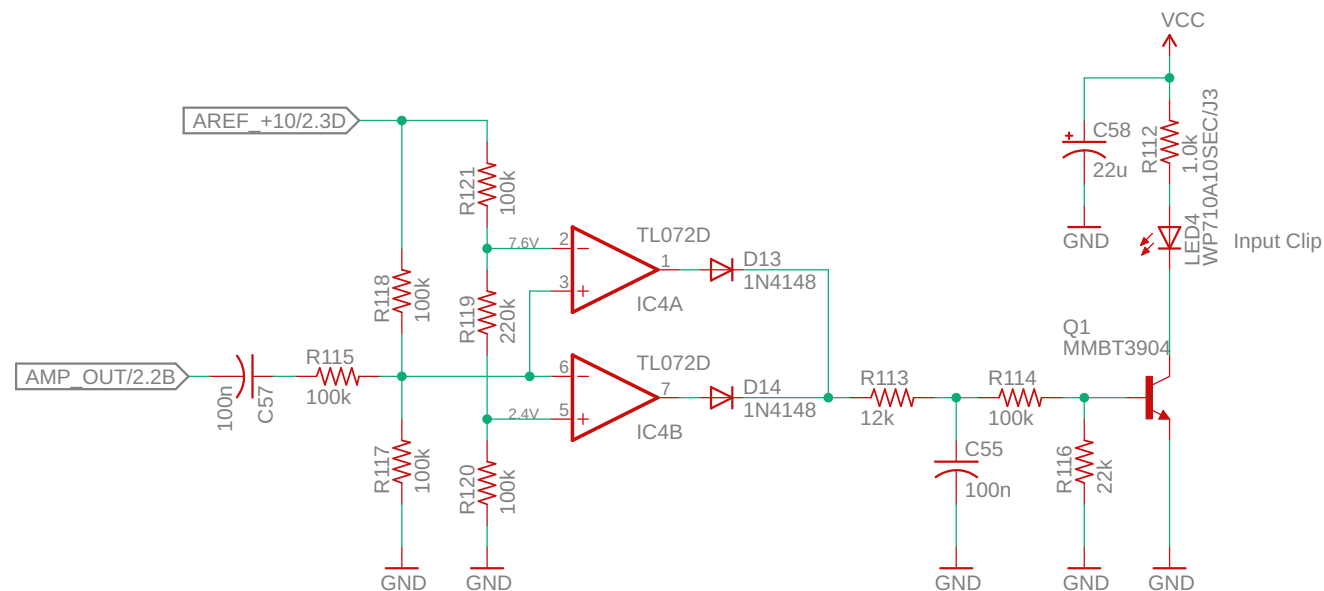 VCC
AREF_+10/2.3D
R121
100k
C58
22u
R112
1.0k
WP710A10SEC/J3
LED4
GND
Input Clip
7.6V
2
3
1
TL072D
IC4A
D13
1N4148
R118
100k
R119
220k
AMP_OUT/2.2B
100n
C57
R115
100k
6
5
7
TL072D
IC4B
D14
1N4148
2.4V
Q1
MMBT3904
R113
12k
R114
100k
R117
100k
R120
100k
C55
100n
R116
22k
GND
GND
GND
GND
GND